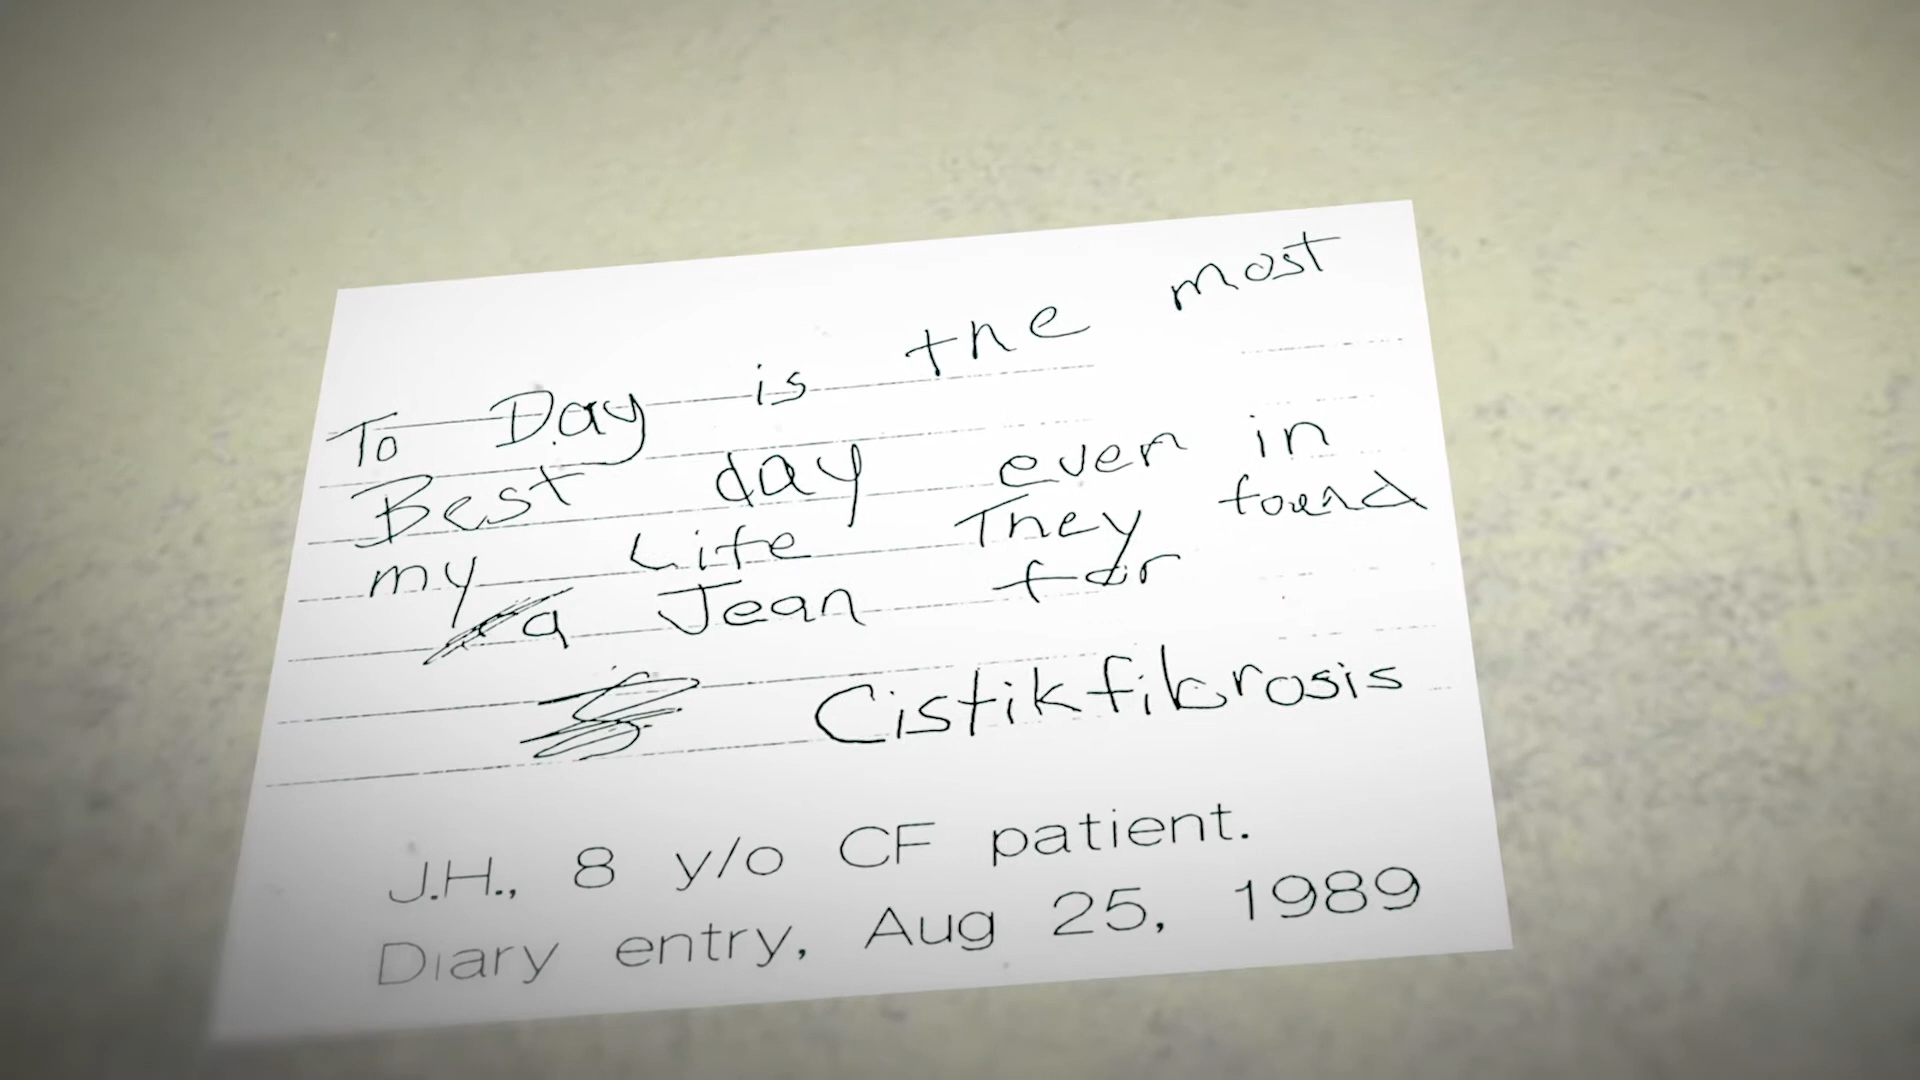 To Day is the most
Best day ever in
my Life They found
a Jean for
Cistikfibrosis
J.H., 8 y/o CF patient.
Diary entry, Aug 25, 1989